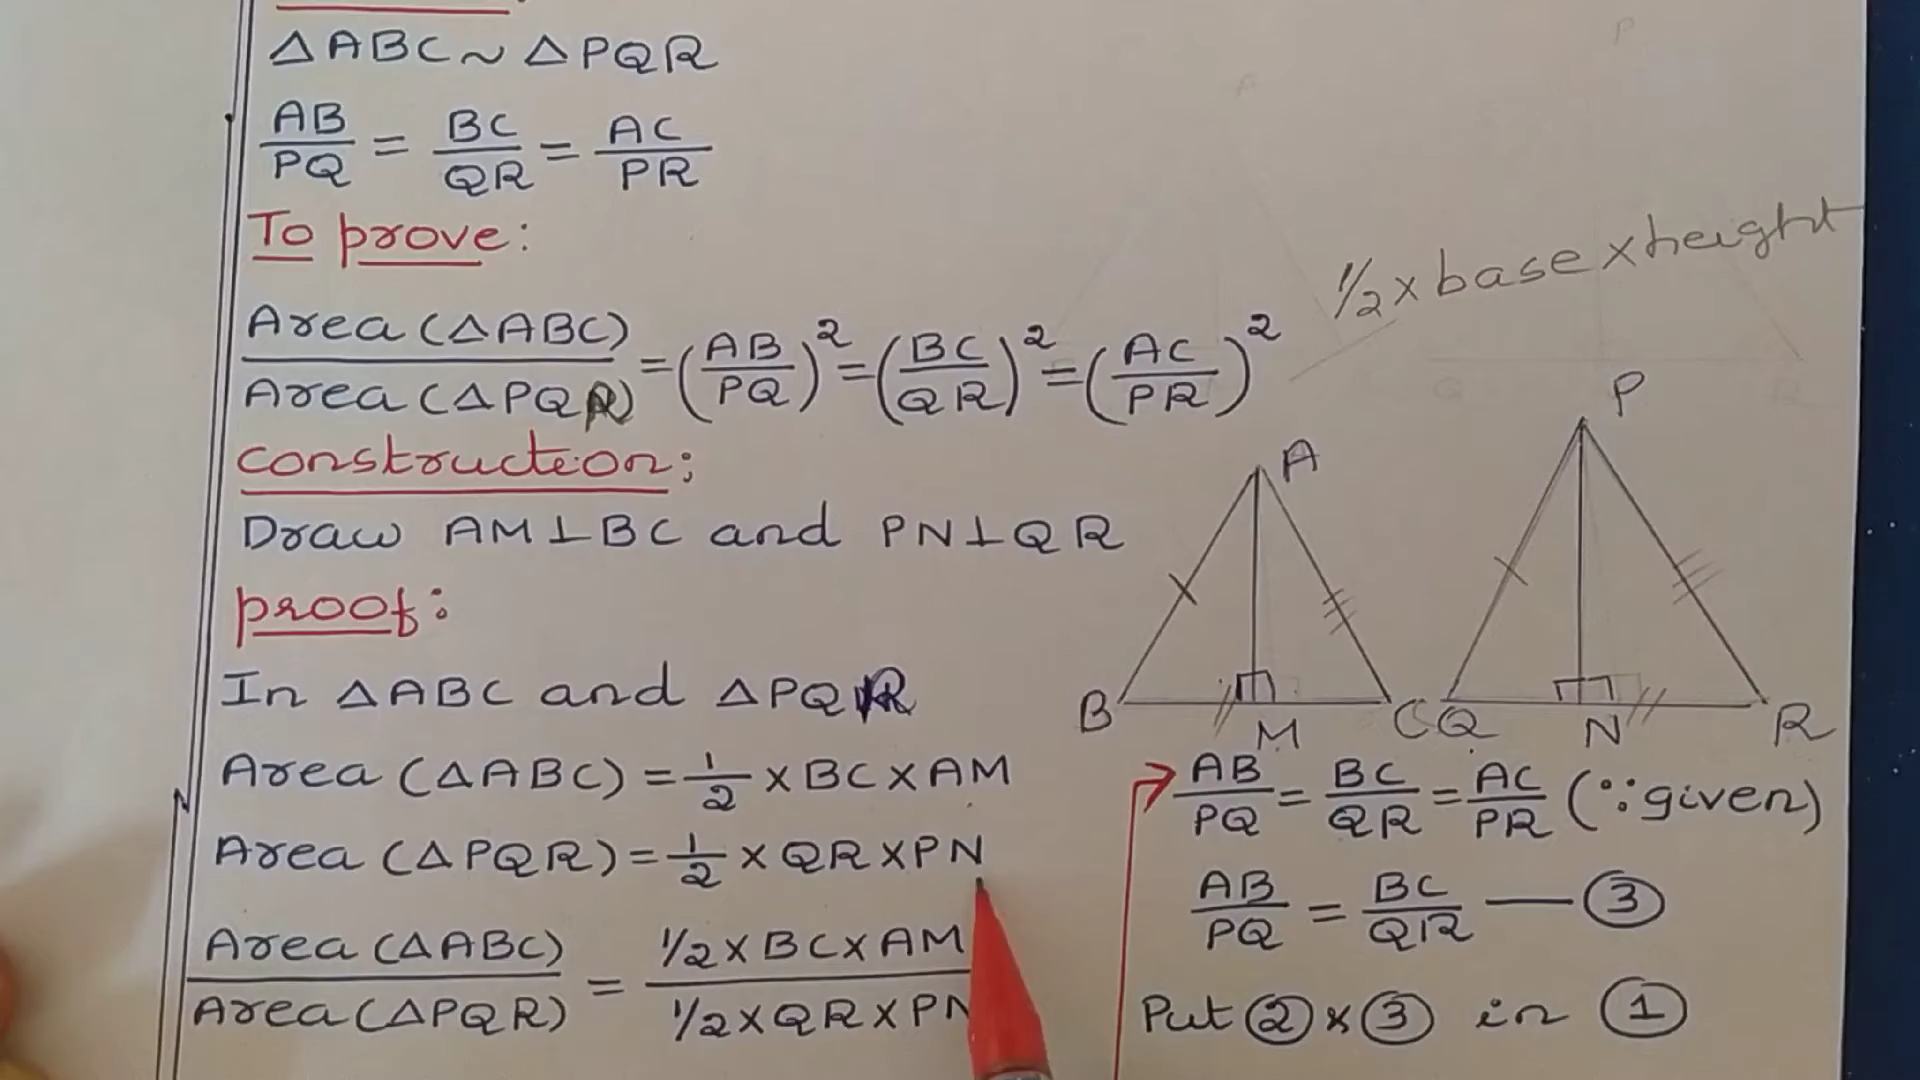 △ABC ~ △PQR
AB/PQ = BC/QR = AC/PR
To prove:
1/2 x base x height
Area (△ABC)/Area (△PQR) = (AB/PQ)² = (BC/QR)² = (AC/PR)²
construction:
Draw AM⊥BC and PN⊥QR
proof:
In △ABC and △PQR
Area (△ABC) = 1/2 x BC x AM
Area (△PQR) = 1/2 x QR x PN
Area (△ABC)/Area (△PQR) = 1/2 x BC x AM / 1/2 x QR x PN
A
B
M
C
P
Q
N
R
AB/PQ = BC/QR = AC/PR (∵ given)
AB/PQ = BC/QR — ③
Put ② x ③ in ①